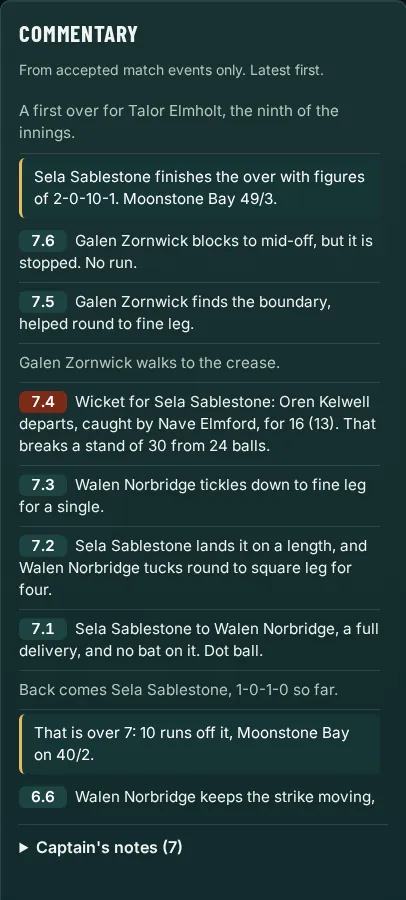 COMMENTARY
From accepted match events only. Latest first.
A first over for Talor Elmholt, the ninth of the
innings.
Sela Sablestone finishes the over with figures
of 2-0-10-1. Moonstone Bay 49/3.
7.6 Galen Zornwick blocks to mid-off, but it is
stopped. No run.
7.5 Galen Zornwick finds the boundary,
helped round to fine leg.
Galen Zornwick walks to the crease.
7.4 Wicket for Sela Sablestone: Oren Kelwell
departs, caught by Nave Elmford, for 16 (13). That
breaks a stand of 30 from 24 balls.
7.3 Walen Norbridge tickles down to fine leg
for a single.
7.2 Sela Sablestone lands it on a length, and
Walen Norbridge tucks round to square leg for
four.
7.1 Sela Sablestone to Walen Norbridge, a full
delivery, and no bat on it. Dot ball.
Back comes Sela Sablestone, 1-0-1-0 so far.
That is over 7: 10 runs off it, Moonstone Bay
on 40/2.
6.6 Walen Norbridge keeps the strike moving,
Captain's notes (7)